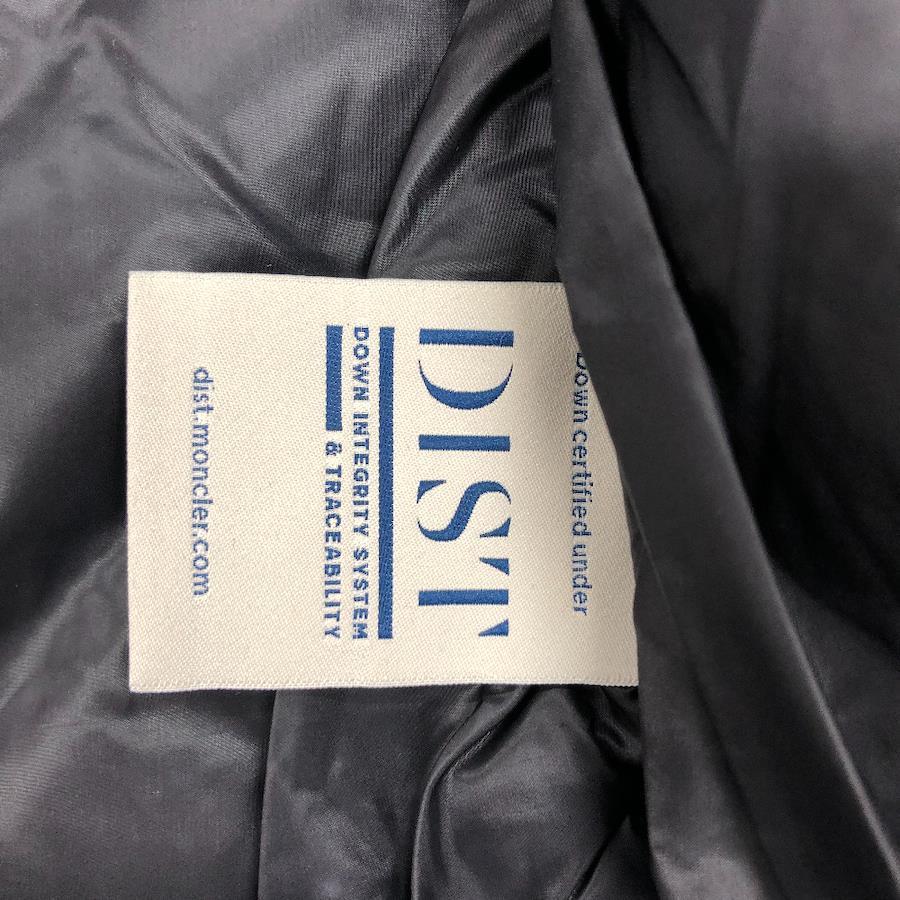 Down certified under
DIST
DOWN INTEGRITY SYSTEM
& TRACEABILITY
dist.moncler.com